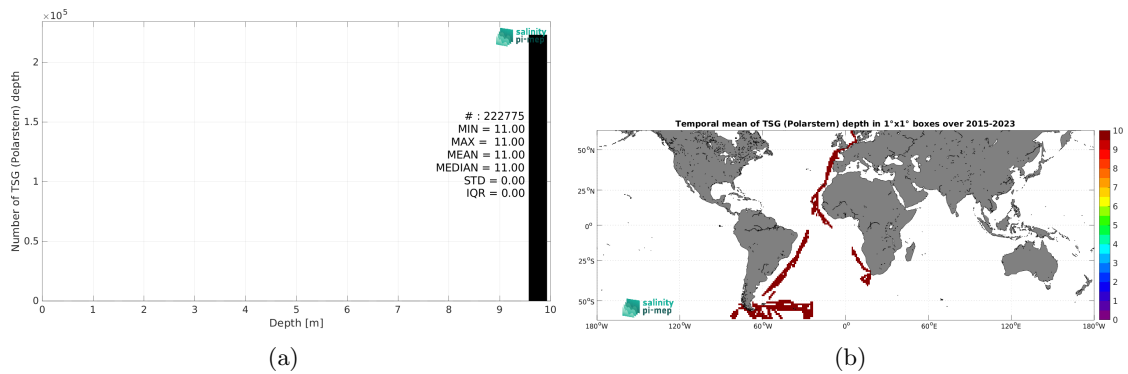 ×10⁵
2
1.5
1
0.5
0
Number of TSG (Polarstern) depth
salinity
pi-mep
# : 222775
MIN = 11.00
MAX = 11.00
MEAN = 11.00
MEDIAN = 11.00
STD = 0.00
IQR = 0.00
0 1 2 3 4 5 6 7 8 9 10
Depth [m]
(a)
Temporal mean of TSG (Polarstern) depth in 1°x1° boxes over 2015-2023
50°N
25°N
0°
25°S
50°S
salinity
pi-mep
180°W 120°W 60°W 0° 60°E 120°E 180°W
10
9
8
7
6
5
4
3
2
1
0
(b)